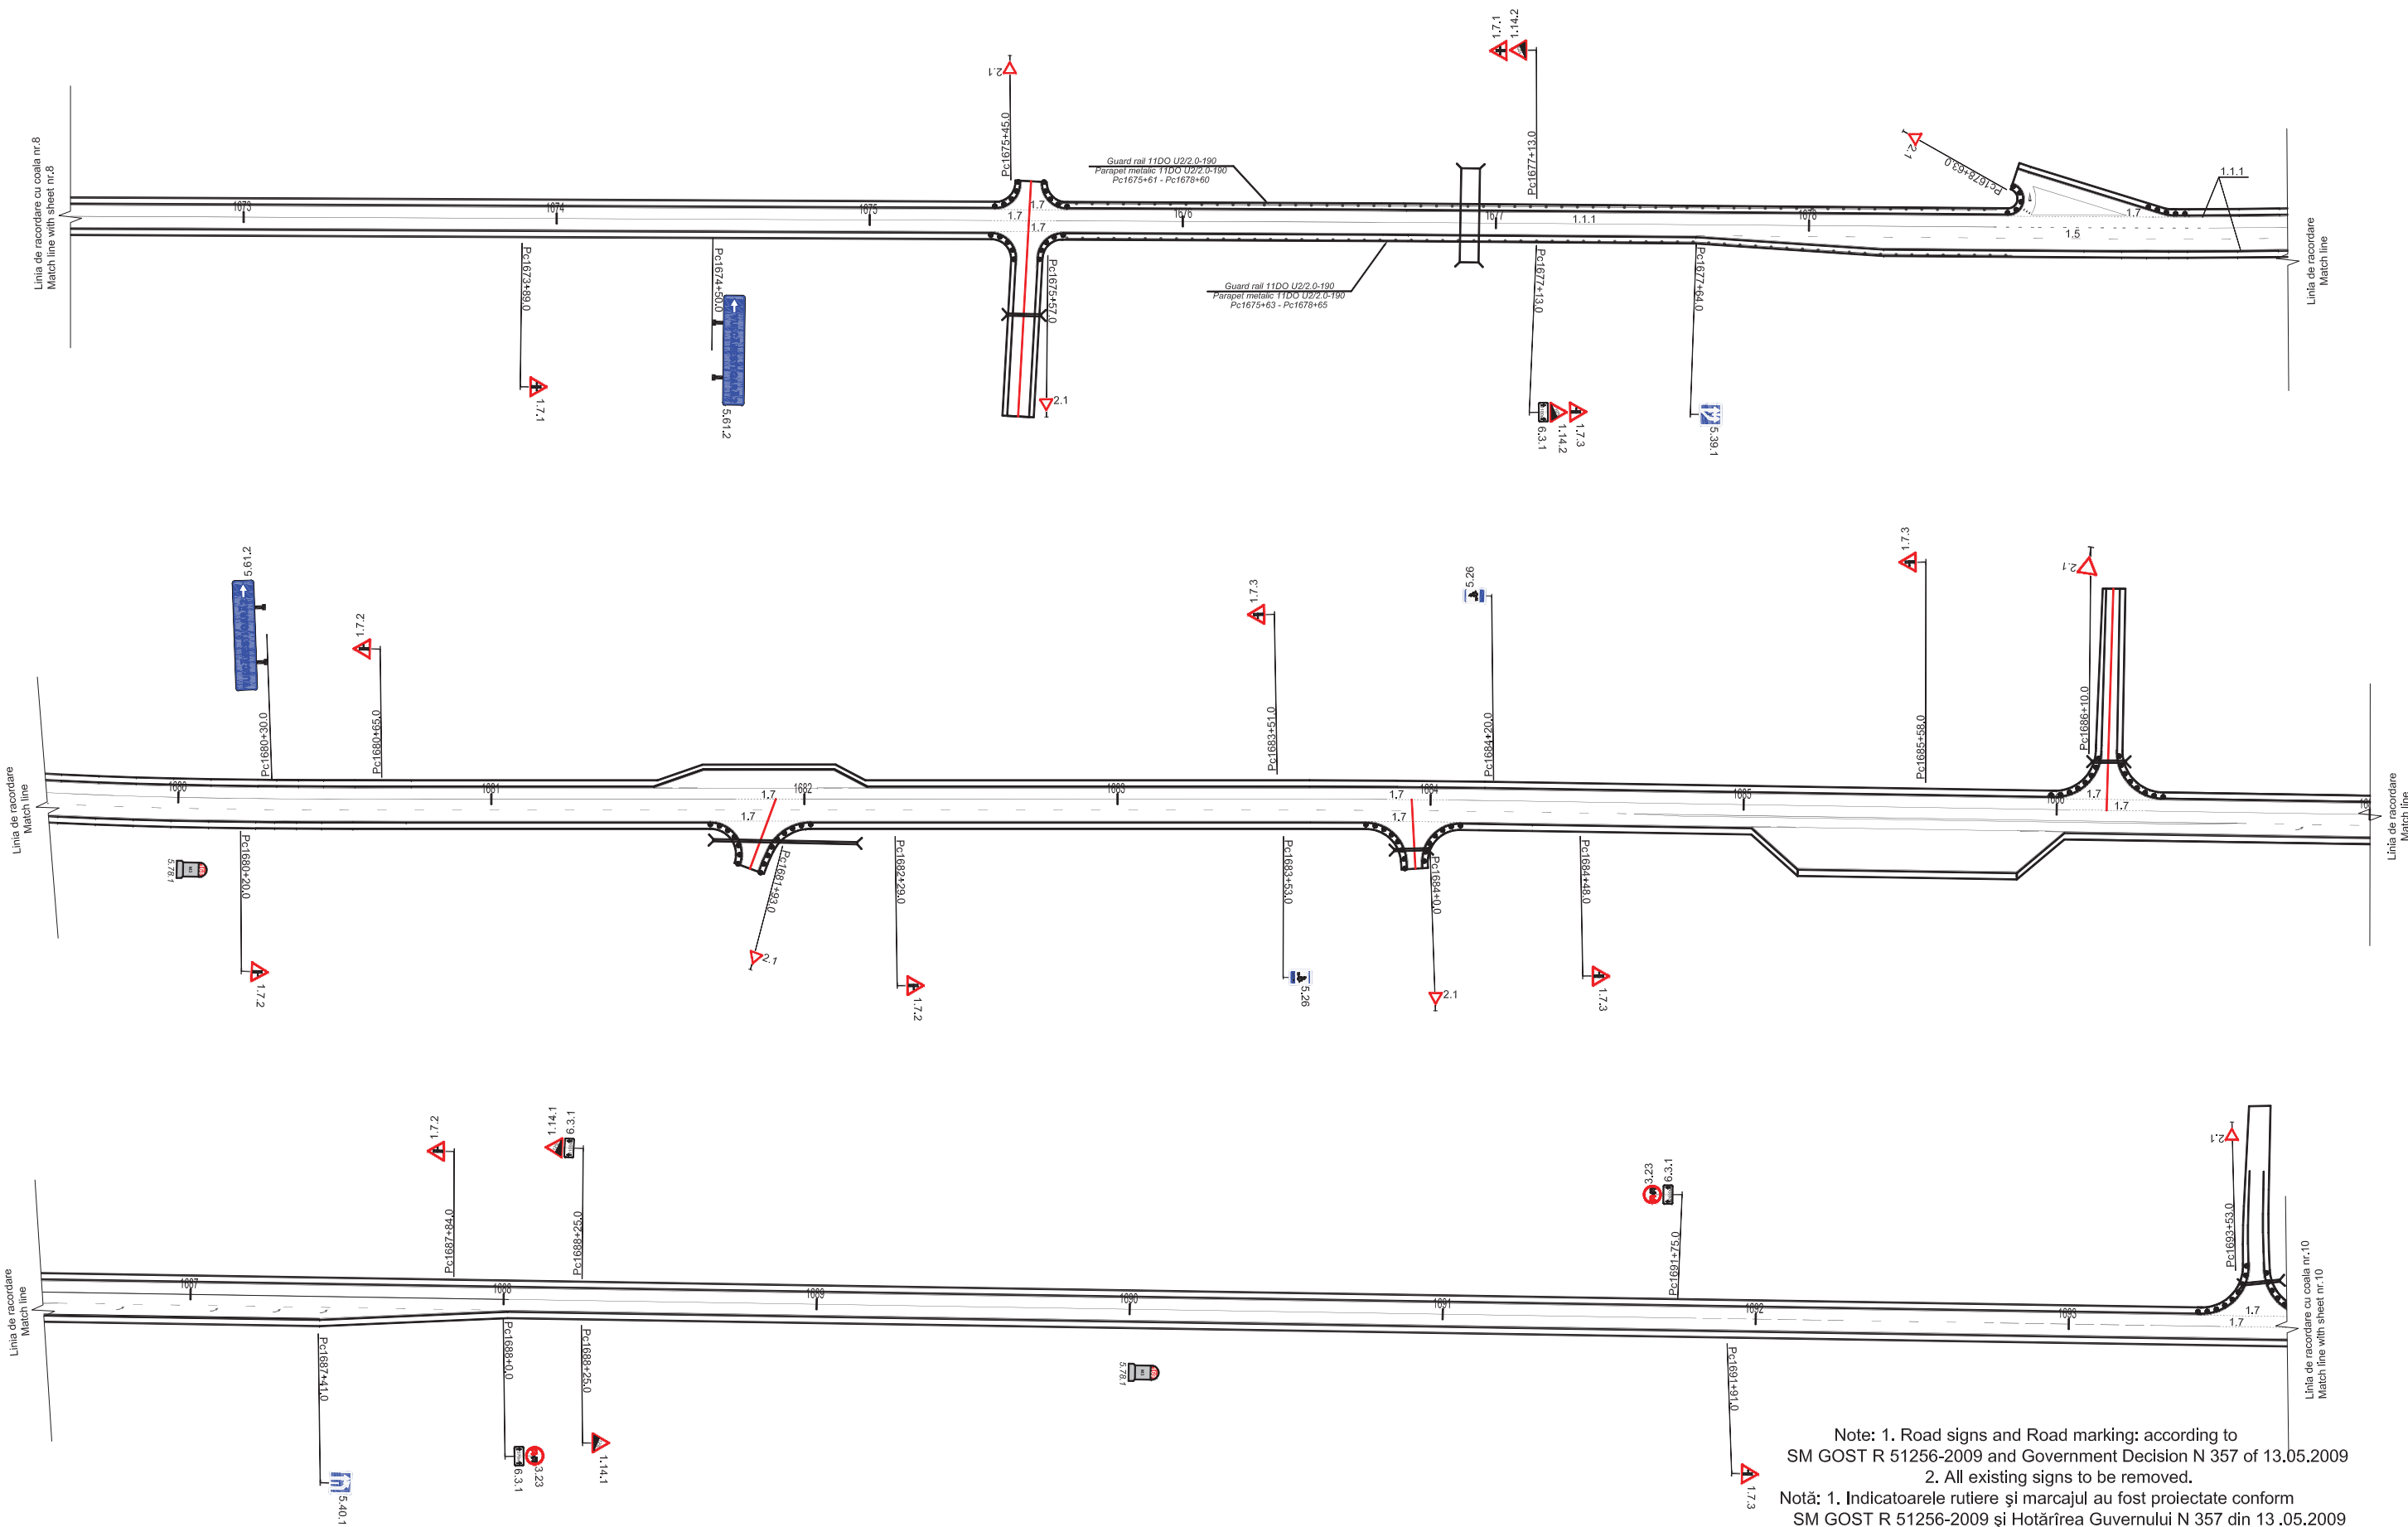 Linia de racordare cu coala nr.8
Match line with sheet nr.8
1673
1674
1675
1676
1677
1678
Pc1673+89.0
1.7.1
Pc1674+50.0
5.61.2
2.1
Pc1675+45.0
1.7
1.7
1.7
Pc1675+57.0
2.1
Guard rail 11DO U2/2.0-190
Parapet metalic 11DO U2/2.0-190
Pc1675+61 - Pc1678+60
Guard rail 11DO U2/2.0-190
Parapet metalic 11DO U2/2.0-190
Pc1675+63 - Pc1678+65
1.7.1
1.14.2
Pc1677+13.0
1.1.1
Pc1677+13.0
6.3.1
1.14.2
1.7.3
Pc1677+64.0
5.39.1
2.1
Pc1678+63.0
1.7
1.5
1.1.1
Linia de racordare
Match line
Linia de racordare
Match line
1680
1681
1682
1683
1684
1685
1686
5.61.2
Pc1680+30.0
1.7.2
Pc1680+65.0
5.78.1
Pc1680+20.0
1.7.2
1.7
1.7
Pc1681+93.0
2.1
Pc1682+29.0
1.7.2
1.7.3
Pc1683+51.0
5.26
Pc1684+20.0
Pc1683+53.0
5.26
1.7
1.7
Pc1684+0.0
2.1
Pc1684+48.0
1.7.3
1.7.3
Pc1685+58.0
2.1
Pc1686+10.0
1.7
1.7
Linia de racordare
Match line
Linia de racordare
Match line
1687
1688
1689
1690
1691
1692
1693
1.7.2
Pc1687+84.0
1.14.1
6.3.1
Pc1688+25.0
Pc1687+41.0
5.40.1
Pc1688+0.0
6.3.1
3.23
Pc1688+25.0
1.14.1
5.78.1
3.23
6.3.1
Pc1691+75.0
Pc1691+91.0
1.7.3
2.1
Pc1693+53.0
1.7
1.7
Linia de racordare cu coala nr.10
Match line with sheet nr.10
Note: 1. Road signs and Road marking: according to
SM GOST R 51256-2009 and Government Decision N 357 of 13.05.2009
2. All existing signs to be removed.
Notă: 1. Indicatoarele rutiere şi marcajul au fost proiectate conform
SM GOST R 51256-2009 şi Hotărîrea Guvernului N 357 din 13 .05.2009